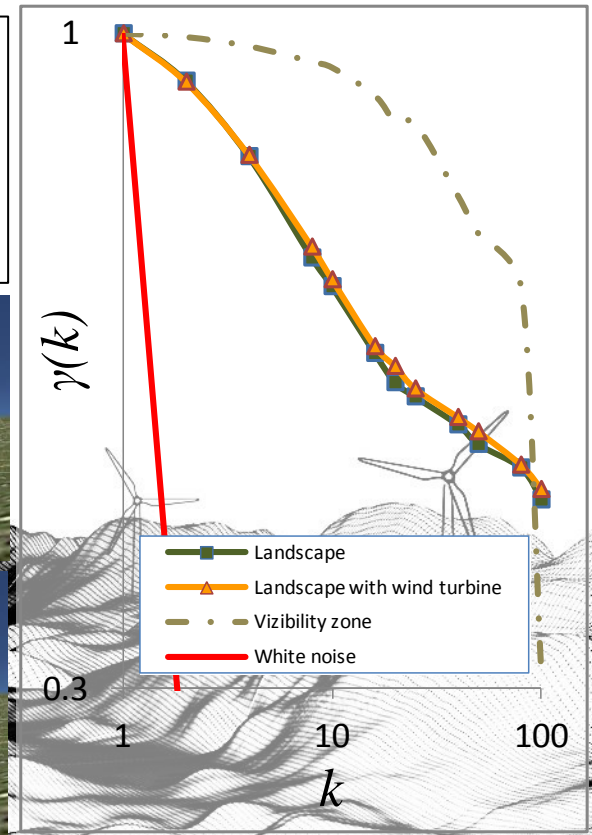 1
γ(k)
Landscape
Landscape with wind turbine
Vizibility zone
White noise
0.3
1 10 100
k